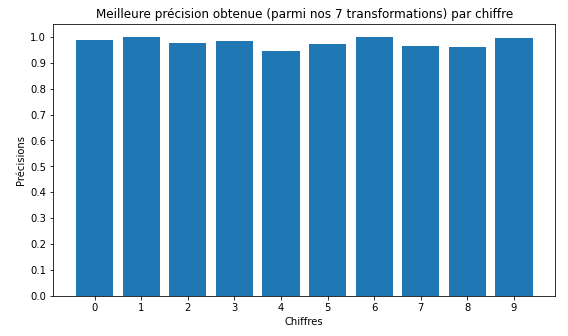 Meilleure précision obtenue (parmi nos 7 transformations) par chiffre
1.0
0.9
0.8
0.7
0.6
0.5
0.4
0.3
0.2
0.1
0.0
Précisions
0 1 2 3 4 5 6 7 8 9
Chiffres